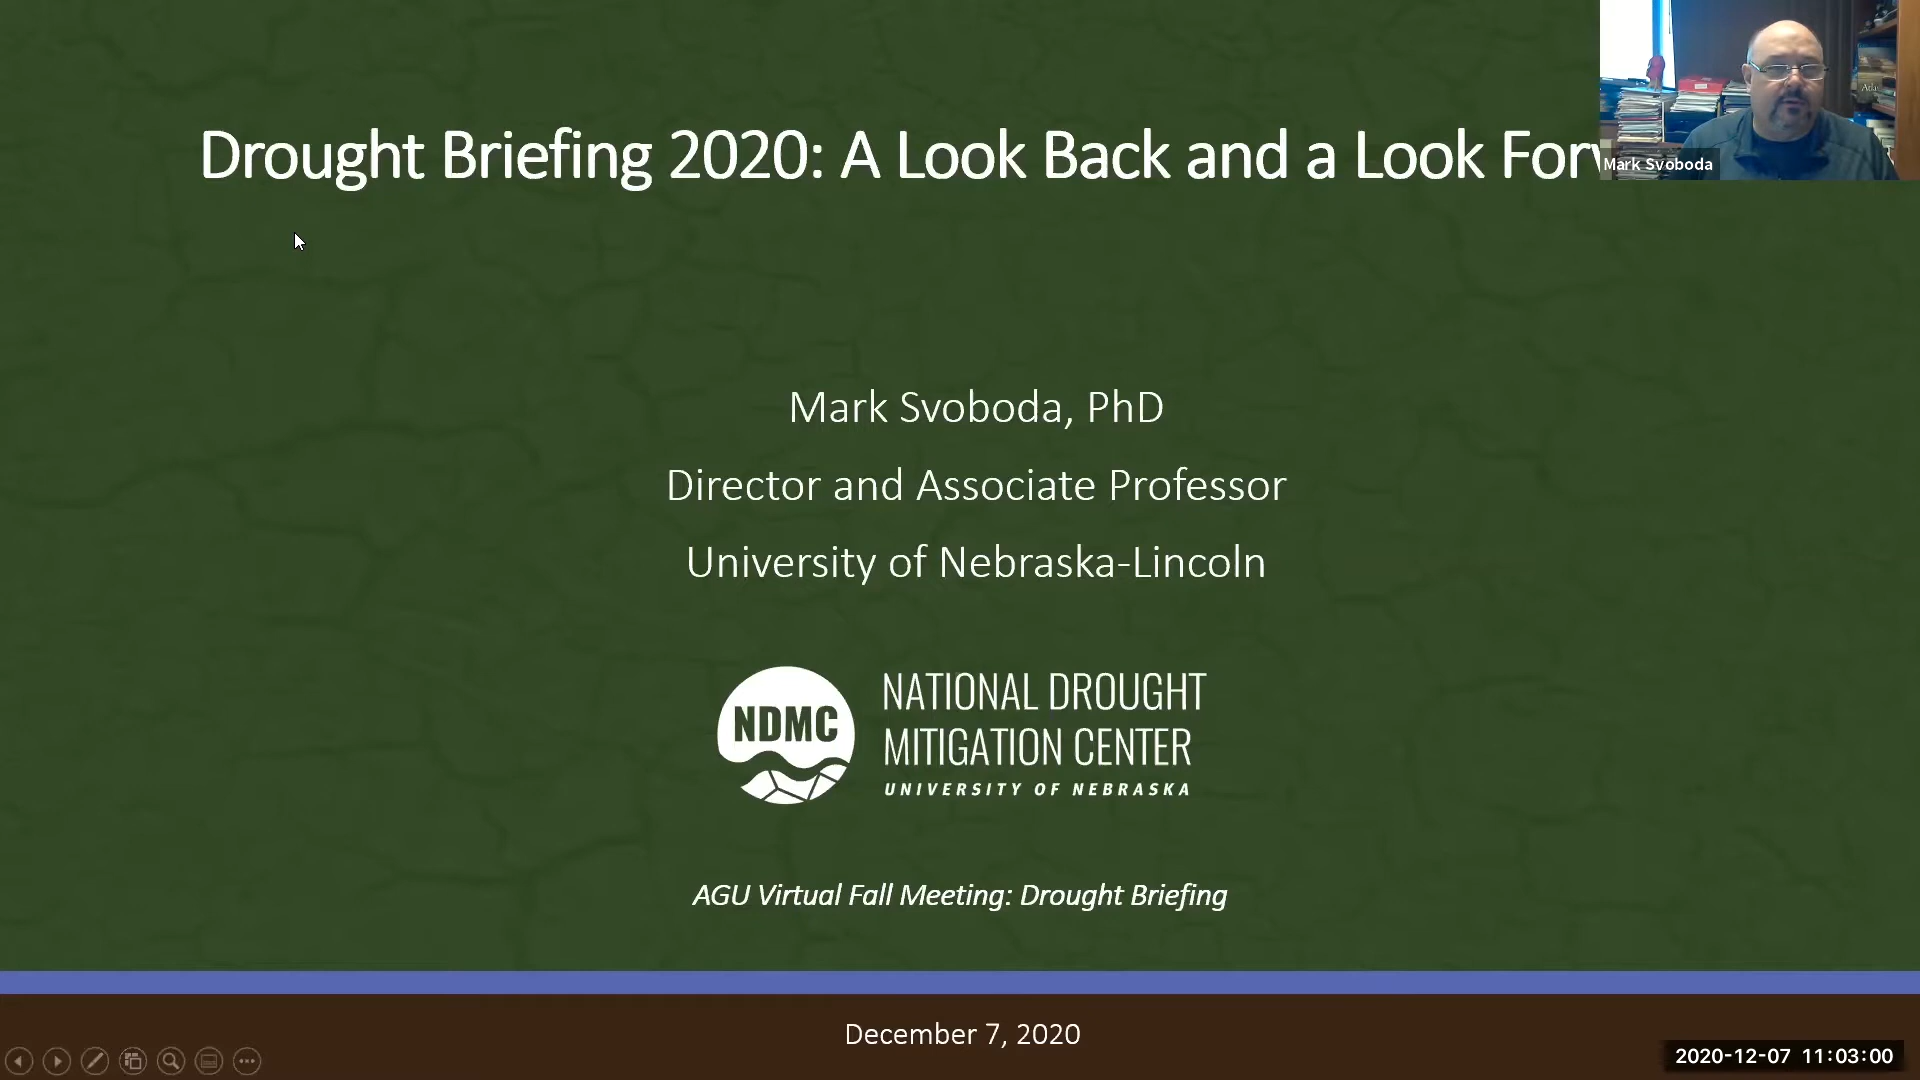 Drought Briefing 2020: A Look Back and a Look Forw
Mark Svoboda
Mark Svoboda, PhD
Director and Associate Professor
University of Nebraska-Lincoln
NDMC
NATIONAL DROUGHT
MITIGATION CENTER
UNIVERSITY OF NEBRASKA
AGU Virtual Fall Meeting: Drought Briefing
December 7, 2020
2020-12-07 11:03:00